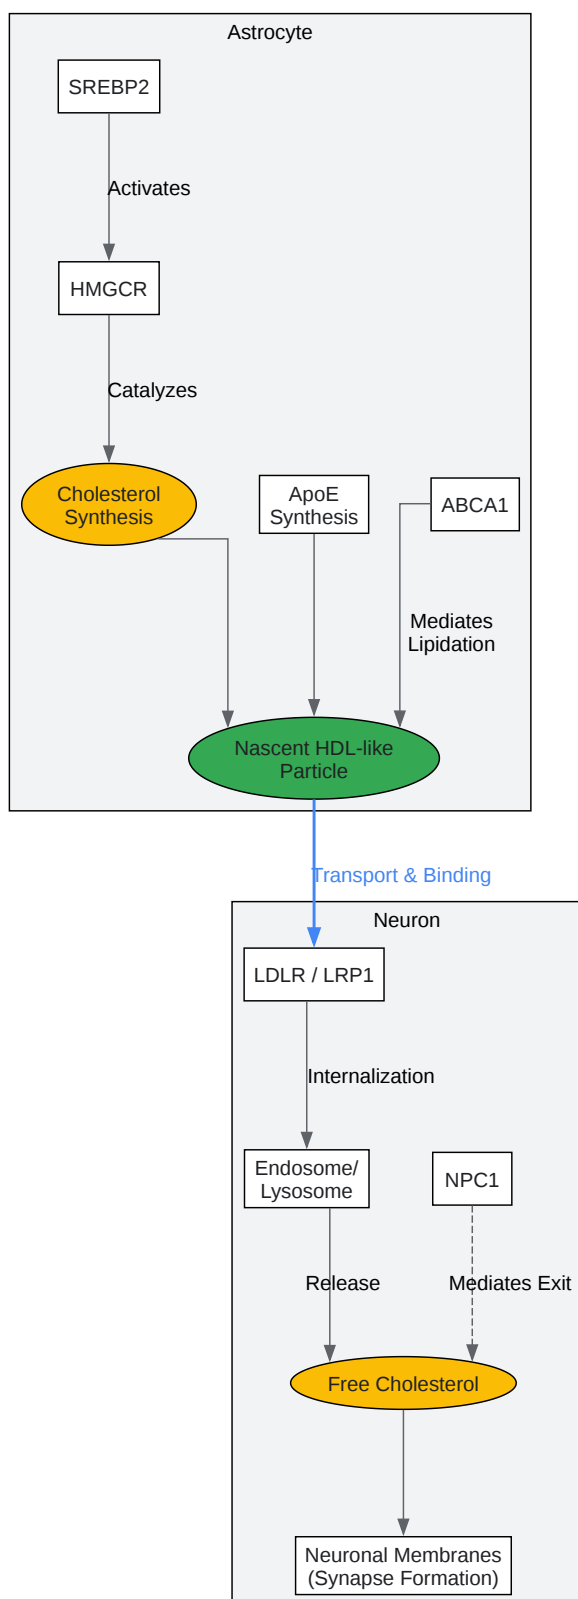 Astrocyte
SREBP2
Activates
HMGCR
Catalyzes
Cholesterol
Synthesis
ApoE
Synthesis
ABCA1
Mediates
Lipidation
Nascent HDL-like
Particle
Transport & Binding
Neuron
LDLR / LRP1
Internalization
Endosome/
Lysosome
NPC1
Release
Mediates Exit
Free Cholesterol
Neuronal Membranes
(Synapse Formation)